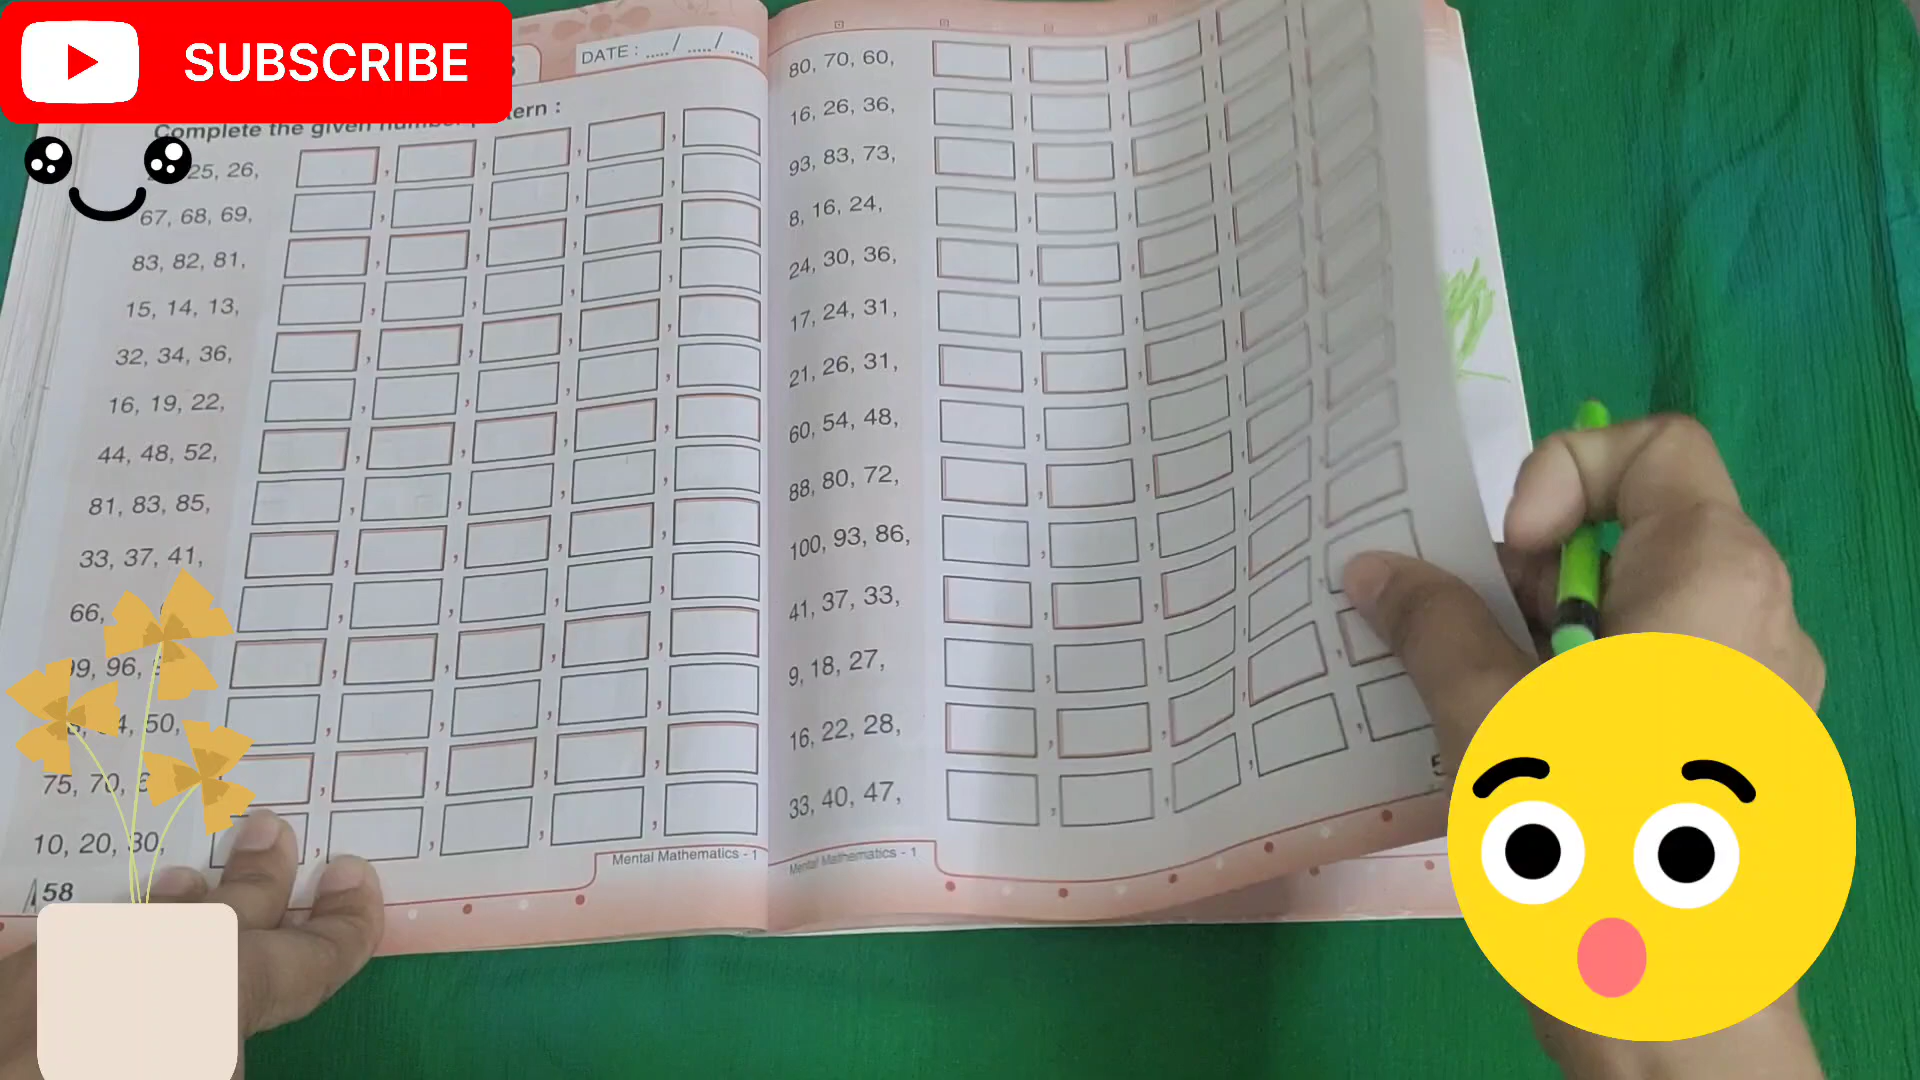 SUBSCRIBE
DATE : ...../ ...../ .....
Complete the given number
ern :
25, 26,
67, 68, 69,
83, 82, 81,
15, 14, 13,
32, 34, 36,
16, 19, 22,
44, 48, 52,
81, 83, 85,
33, 37, 41,
66,
99, 96,
50,
75, 70,
10, 20, 30,
58
Mental Mathematics - 1
80, 70, 60,
16, 26, 36,
93, 83, 73,
8, 16, 24,
24, 30, 36,
17, 24, 31,
21, 26, 31,
60, 54, 48,
88, 80, 72,
100, 93, 86,
41, 37, 33,
9, 18, 27,
16, 22, 28,
33, 40, 47,
Mental Mathematics - 1